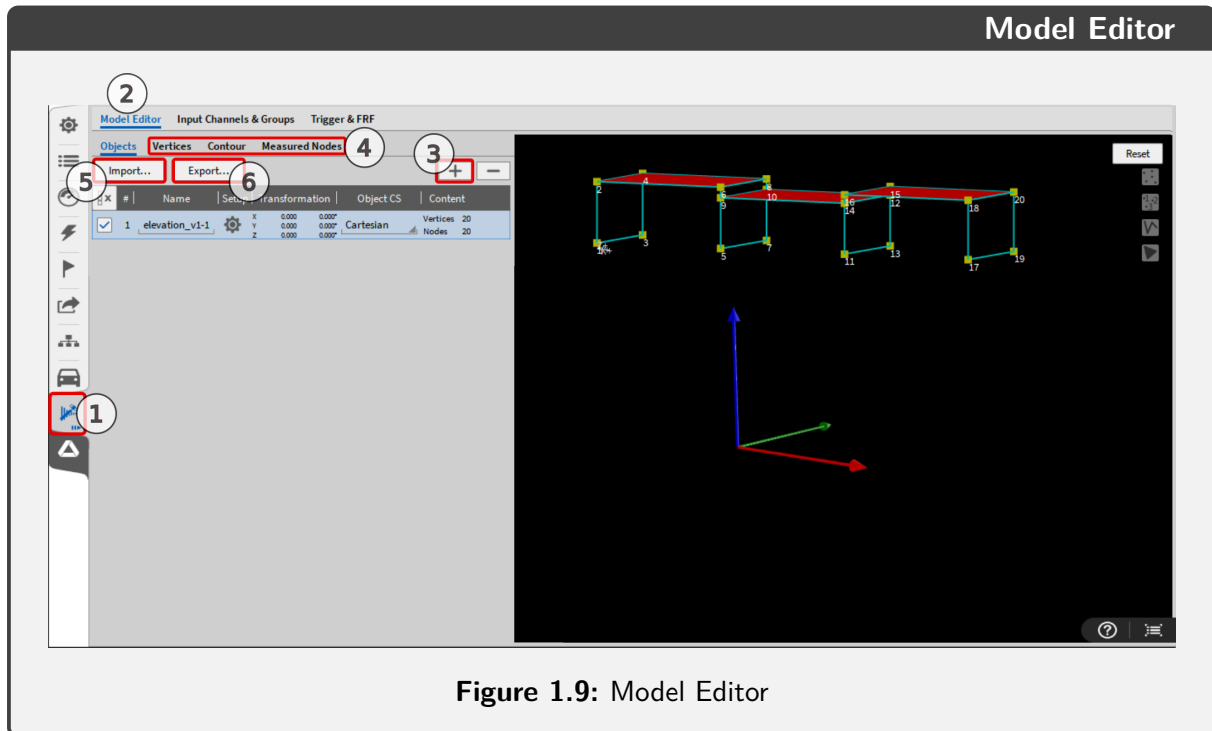 Model Editor
2
Model Editor Input Channels & Groups Trigger & FRF
Objects Vertices Contour Measured Nodes 4 3 + −
5 Import... Export... 6
# Name Setup Transformation Object CS Content
1 elevation_v1-1 X 0.000 0.000° Cartesian Vertices 20
Y 0.000 0.000° Nodes 20
Z 0.000 0.000°
1
Reset
2 4 6 8 9 10 16 14 15 12 18 20
1 3 5 7 11 13 17 19
Figure 1.9: Model Editor